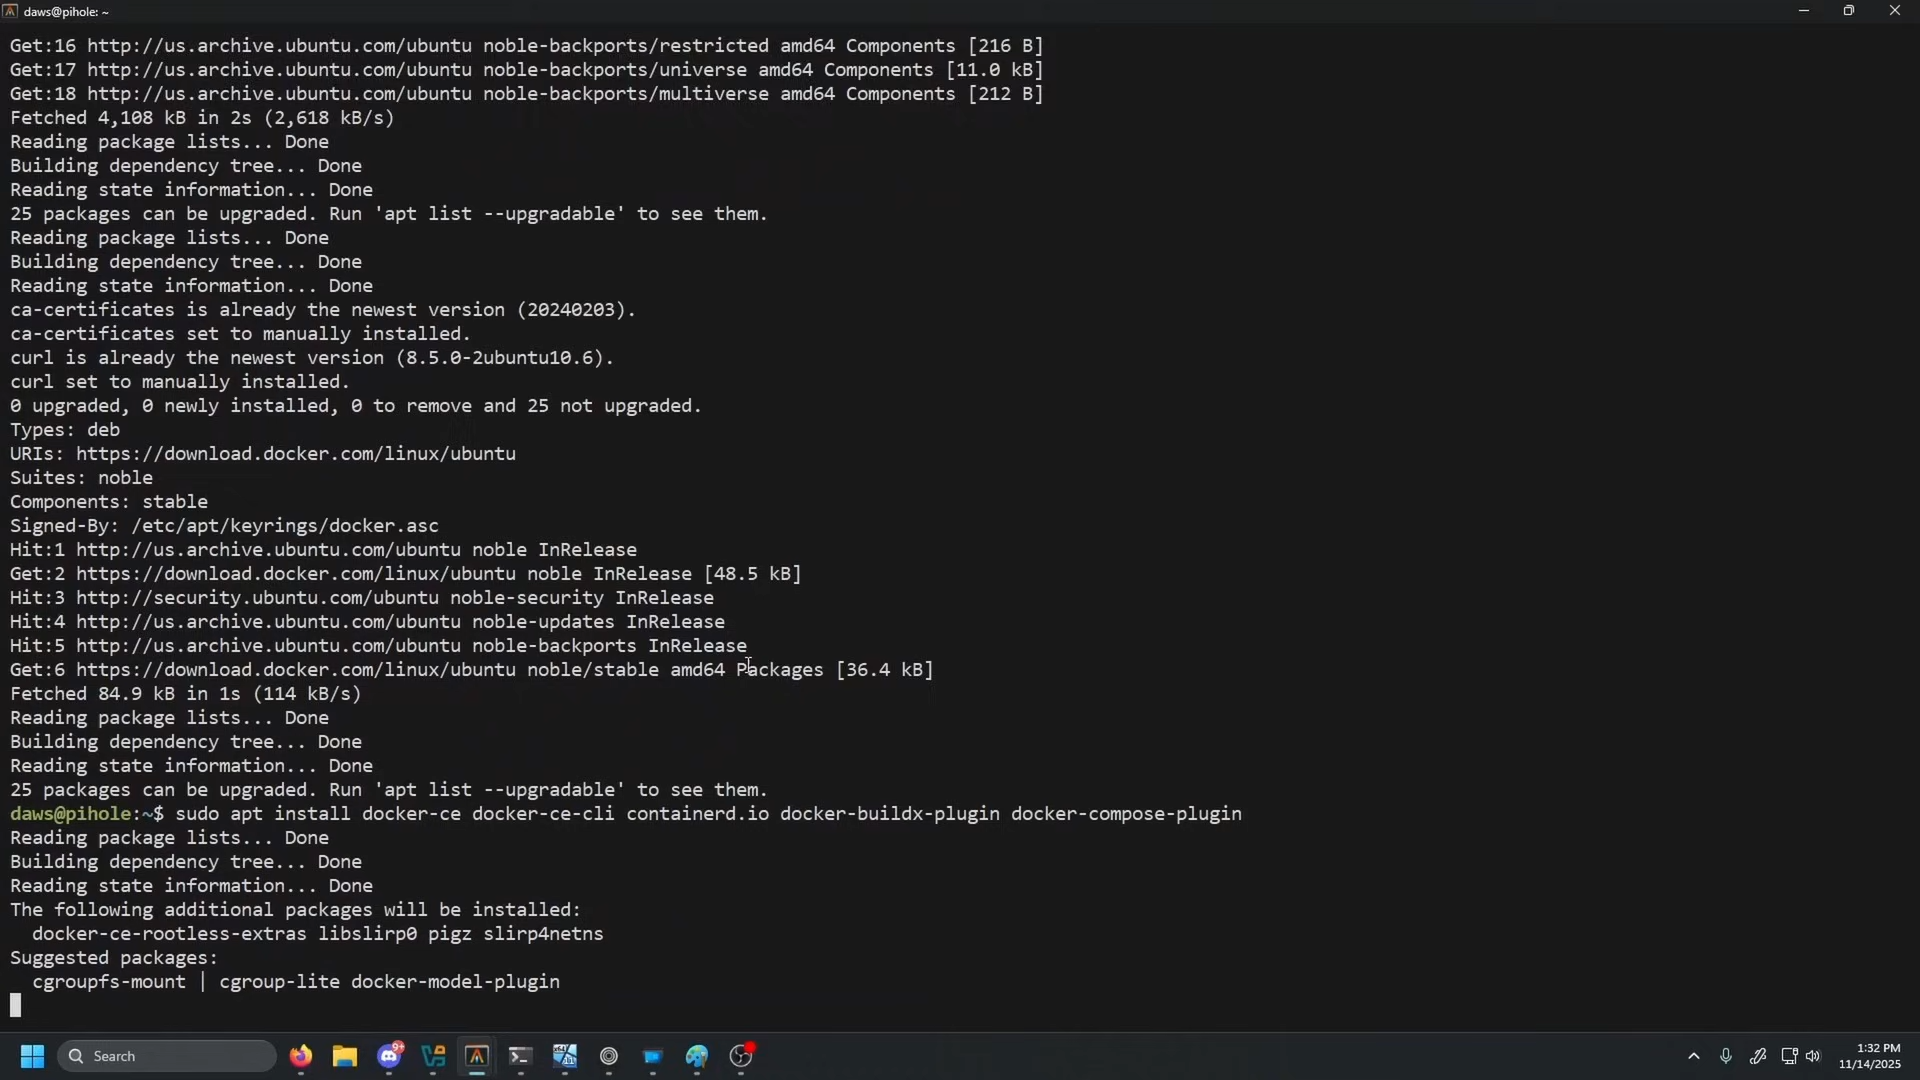 daws@pihole: ~
Get:16 http://us.archive.ubuntu.com/ubuntu noble-backports/restricted amd64 Components [216 B]
Get:17 http://us.archive.ubuntu.com/ubuntu noble-backports/universe amd64 Components [11.0 kB]
Get:18 http://us.archive.ubuntu.com/ubuntu noble-backports/multiverse amd64 Components [212 B]
Fetched 4,108 kB in 2s (2,618 kB/s)
Reading package lists... Done
Building dependency tree... Done
Reading state information... Done
25 packages can be upgraded. Run 'apt list --upgradable' to see them.
Reading package lists... Done
Building dependency tree... Done
Reading state information... Done
ca-certificates is already the newest version (20240203).
ca-certificates set to manually installed.
curl is already the newest version (8.5.0-2ubuntu10.6).
curl set to manually installed.
0 upgraded, 0 newly installed, 0 to remove and 25 not upgraded.
Types: deb
URIs: https://download.docker.com/linux/ubuntu
Suites: noble
Components: stable
Signed-By: /etc/apt/keyrings/docker.asc
Hit:1 http://us.archive.ubuntu.com/ubuntu noble InRelease
Get:2 https://download.docker.com/linux/ubuntu noble InRelease [48.5 kB]
Hit:3 http://security.ubuntu.com/ubuntu noble-security InRelease
Hit:4 http://us.archive.ubuntu.com/ubuntu noble-updates InRelease
Hit:5 http://us.archive.ubuntu.com/ubuntu noble-backports InRelease
Get:6 https://download.docker.com/linux/ubuntu noble/stable amd64 Packages [36.4 kB]
Fetched 84.9 kB in 1s (114 kB/s)
Reading package lists... Done
Building dependency tree... Done
Reading state information... Done
25 packages can be upgraded. Run 'apt list --upgradable' to see them.
daws@pihole:~$ sudo apt install docker-ce docker-ce-cli containerd.io docker-buildx-plugin docker-compose-plugin
Reading package lists... Done
Building dependency tree... Done
Reading state information... Done
The following additional packages will be installed:
  docker-ce-rootless-extras libslirp0 pigz slirp4netns
Suggested packages:
  cgroupfs-mount | cgroup-lite docker-model-plugin
Search
9+
1:32 PM
11/14/2025